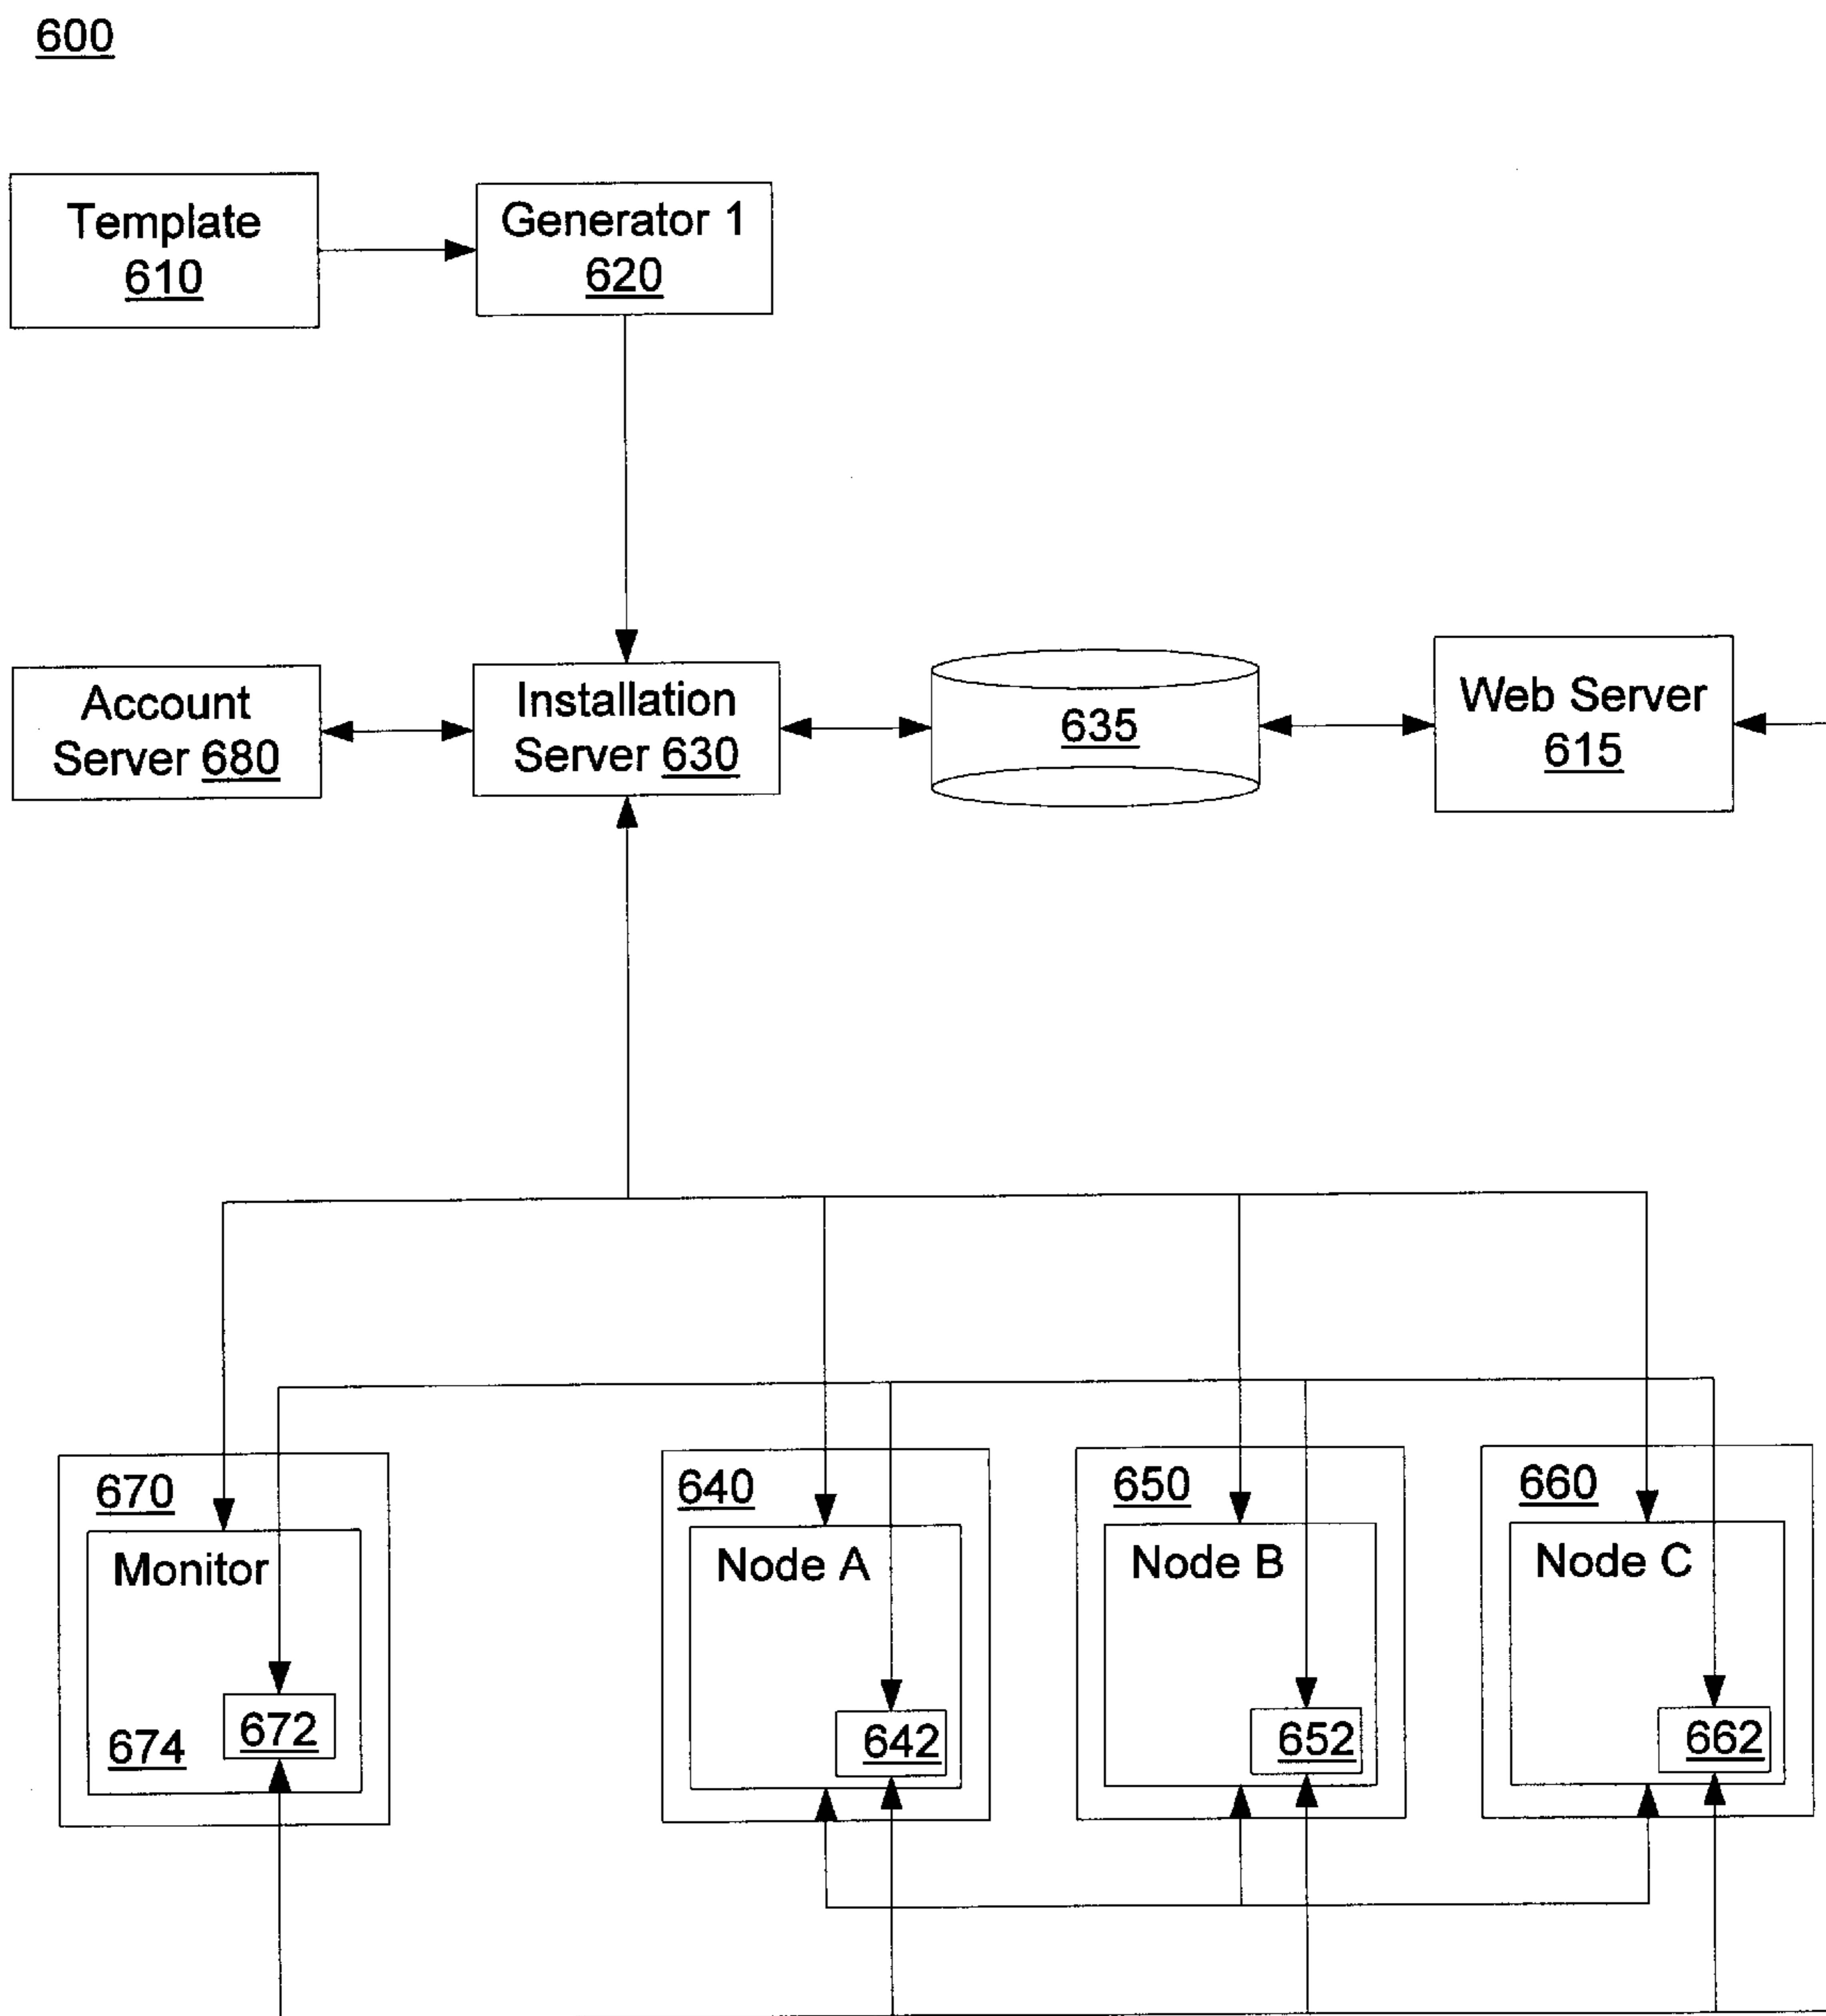 600
Template
610
Generator 1
620
Account
Server 680
Installation
Server 630
635
Web Server
615
670
Monitor
674
672
640
Node A
642
650
Node B
652
660
Node C
662